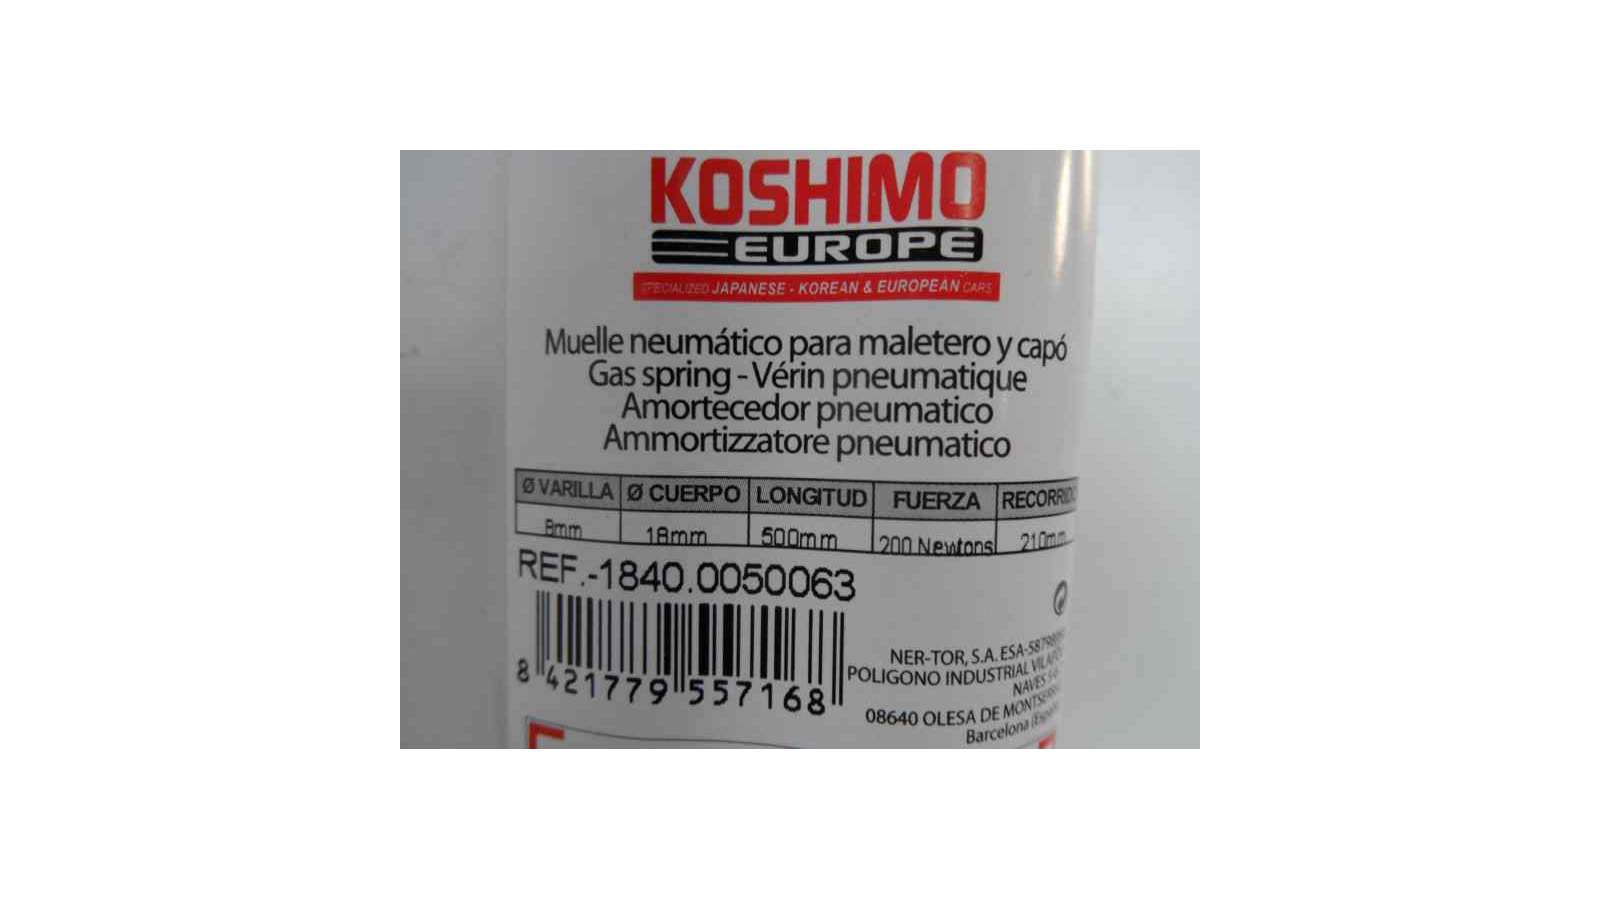 KOSHIMO
EUROPE
SPECIALIZED JAPANESE - KOREAN & EUROPEAN CARS
Muelle neumático para maletero y capó
Gas spring - Vérin pneumatique
Amortecedor pneumatico
Ammortizzatore pneumatico
Ø VARILLA Ø CUERPO LONGITUD FUERZA RECORRIDO
8mm 18mm 500mm 200 Newtons 210mm
REF.-1840.0050063
8 421779 557168
NER-TOR, S.A.
POLIGONO INDUSTRIAL
NAVES
08640 OLESA DE
Barcelona